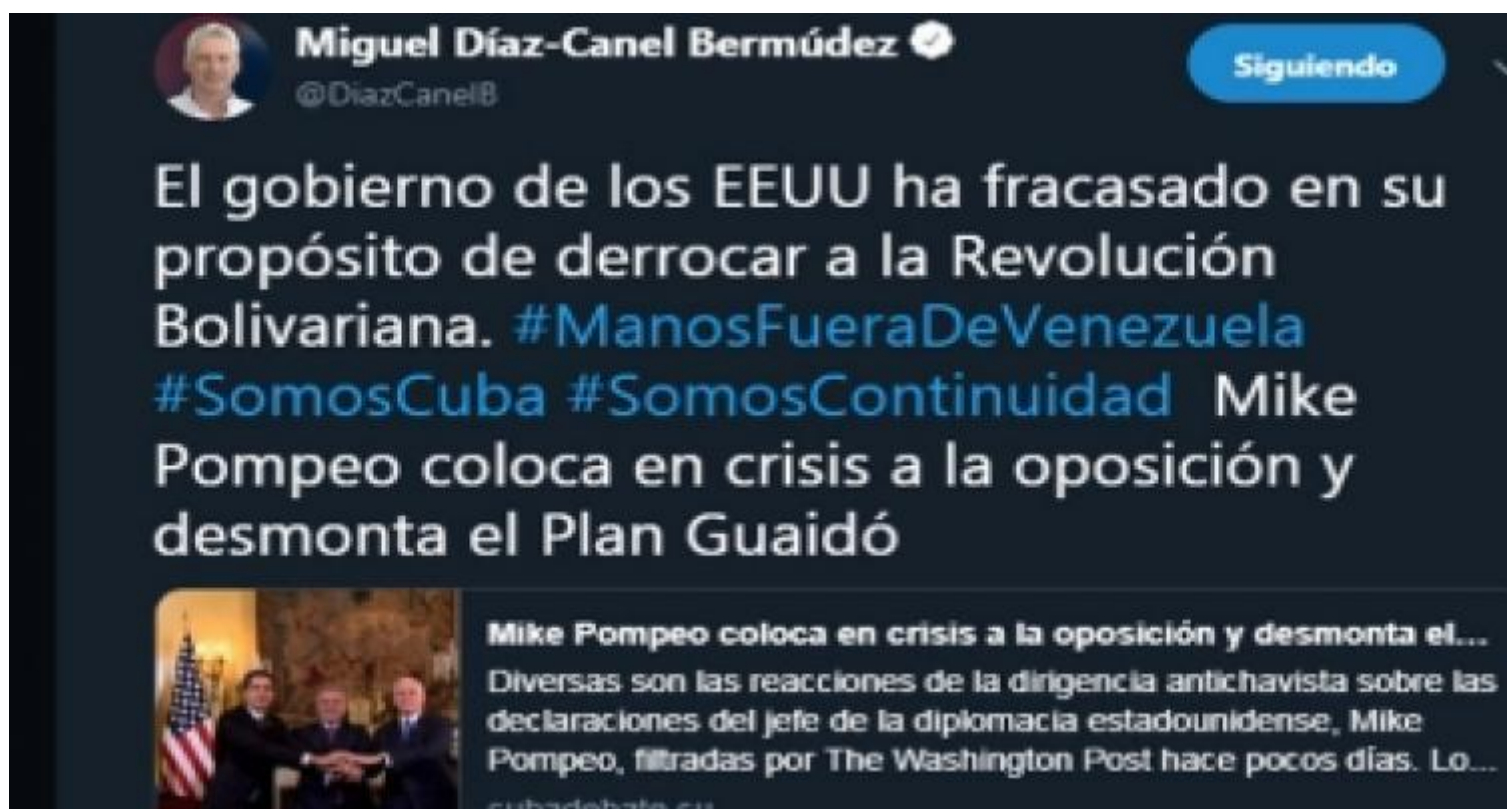 Miguel Díaz-Canel Bermúdez
@DiazCanelB
Siguiendo
El gobierno de los EEUU ha fracasado en su
propósito de derrocar a la Revolución
Bolivariana. #ManosFueraDeVenezuela
#SomosCuba #SomosContinuidad Mike
Pompeo coloca en crisis a la oposición y
desmonta el Plan Guaidó
Mike Pompeo coloca en crisis a la oposición y desmonta el...
Diversas son las reacciones de la dirigencia antichavista sobre las
declaraciones del jefe de la diplomacia estadounidense, Mike
Pompeo, filtradas por The Washington Post hace pocos días. Lo...